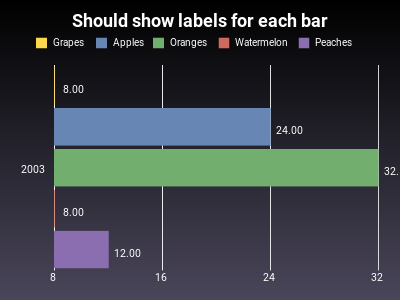 Should show labels for each bar
Grapes Apples Oranges Watermelon Peaches
8.00
24.00
2003 32.
8.00
12.00
8 16 24 32